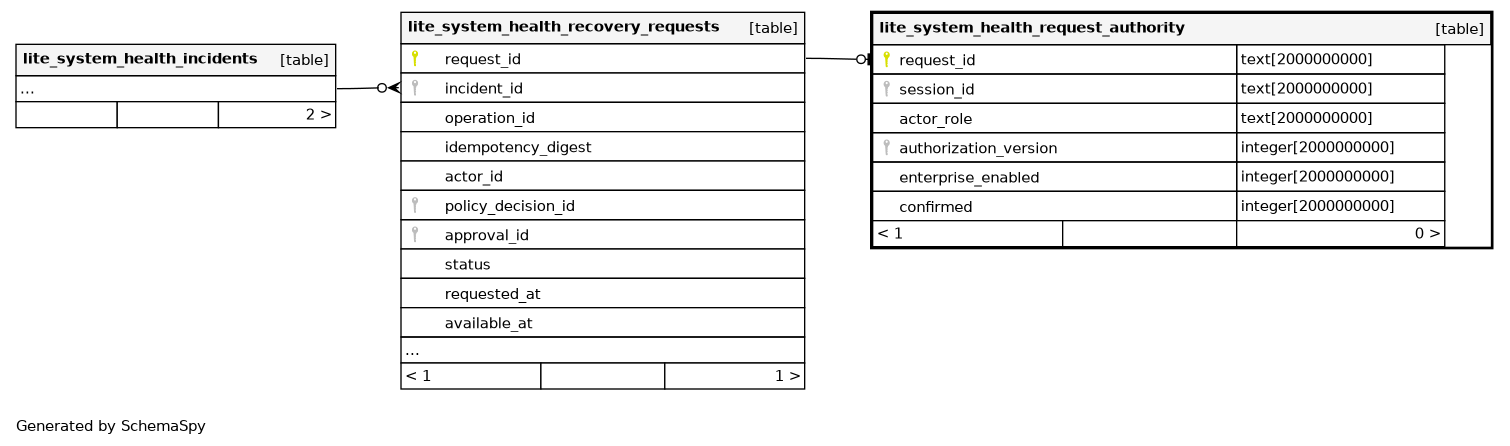 lite_system_health_incidents [table]
...
2 >
lite_system_health_recovery_requests [table]
request_id
incident_id
operation_id
idempotency_digest
actor_id
policy_decision_id
approval_id
status
requested_at
available_at
...
< 1 1 >
lite_system_health_request_authority [table]
request_id text[2000000000]
session_id text[2000000000]
actor_role text[2000000000]
authorization_version integer[2000000000]
enterprise_enabled integer[2000000000]
confirmed integer[2000000000]
< 1 0 >
Generated by SchemaSpy